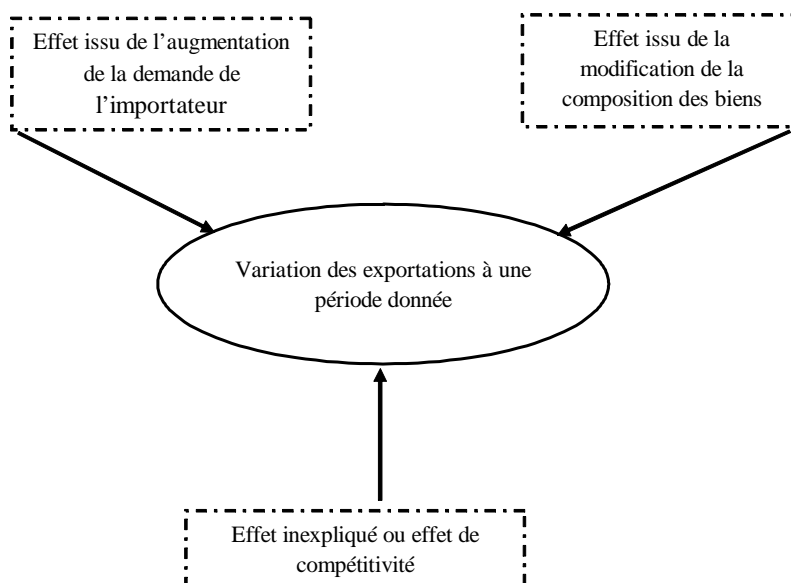 Effet issu de l’augmentation
de la demande de
l’importateur
Effet issu de la
modification de la
composition des biens
Variation des exportations à une
période donnée
Effet inexpliqué ou effet de
compétitivité